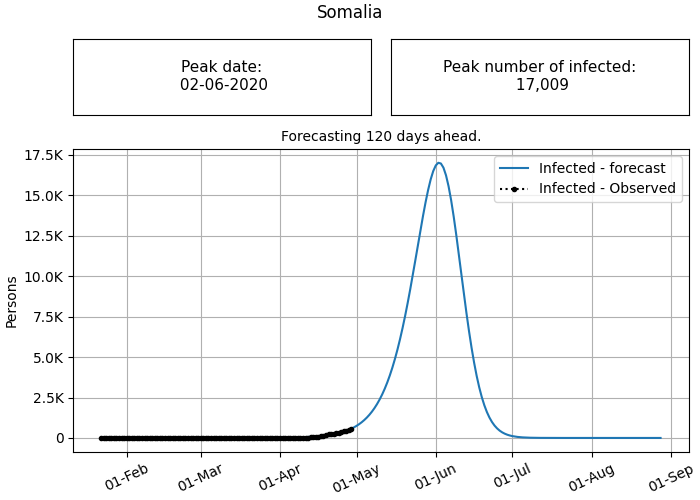 Somalia
Peak date:
02-06-2020
Peak number of infected:
17,009
Forecasting 120 days ahead.
17.5K
15.0K
12.5K
10.0K
7.5K
5.0K
2.5K
0
Persons
Infected - forecast
Infected - Observed
01-Feb
01-Mar
01-Apr
01-May
01-Jun
01-Jul
01-Aug
01-Sep